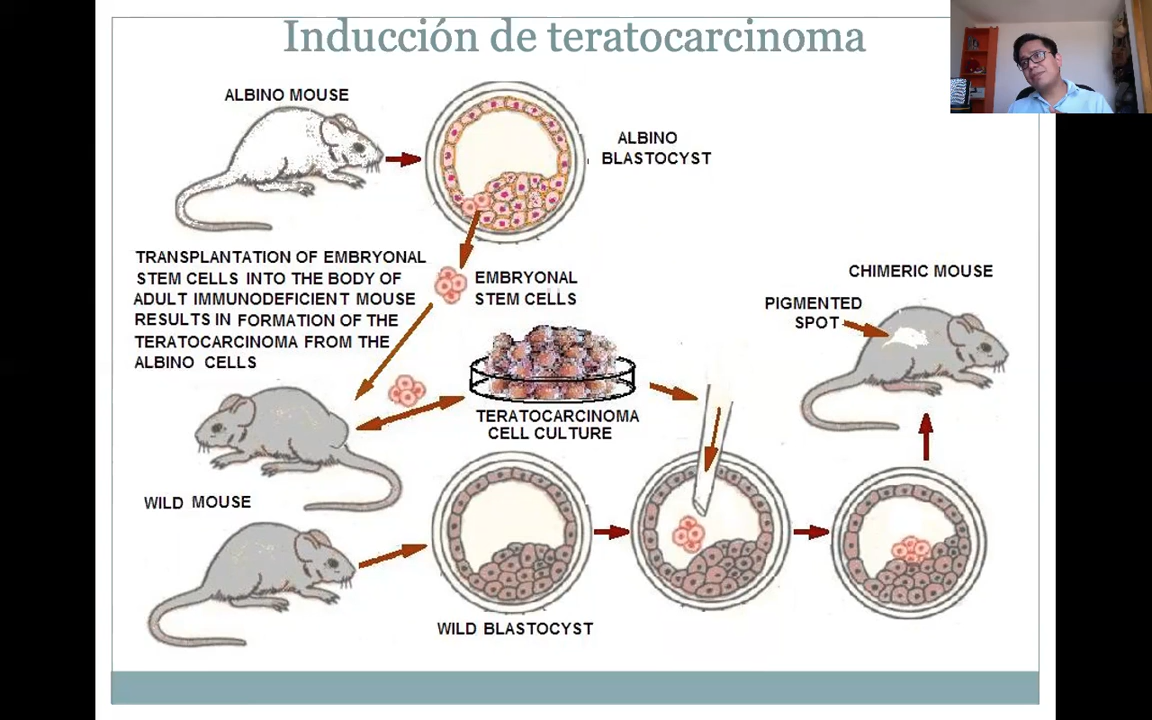 Inducción de teratocarcinoma
ALBINO MOUSE
ALBINO
BLASTOCYST
TRANSPLANTATION OF EMBRYONAL
STEM CELLS INTO THE BODY OF
ADULT IMMUNODEFICIENT MOUSE
RESULTS IN FORMATION OF THE
TERATOCARCINOMA FROM THE
ALBINO CELLS
EMBRYONAL
STEM CELLS
CHIMERIC MOUSE
PIGMENTED
SPOT
TERATOCARCINOMA
CELL CULTURE
WILD MOUSE
WILD BLASTOCYST